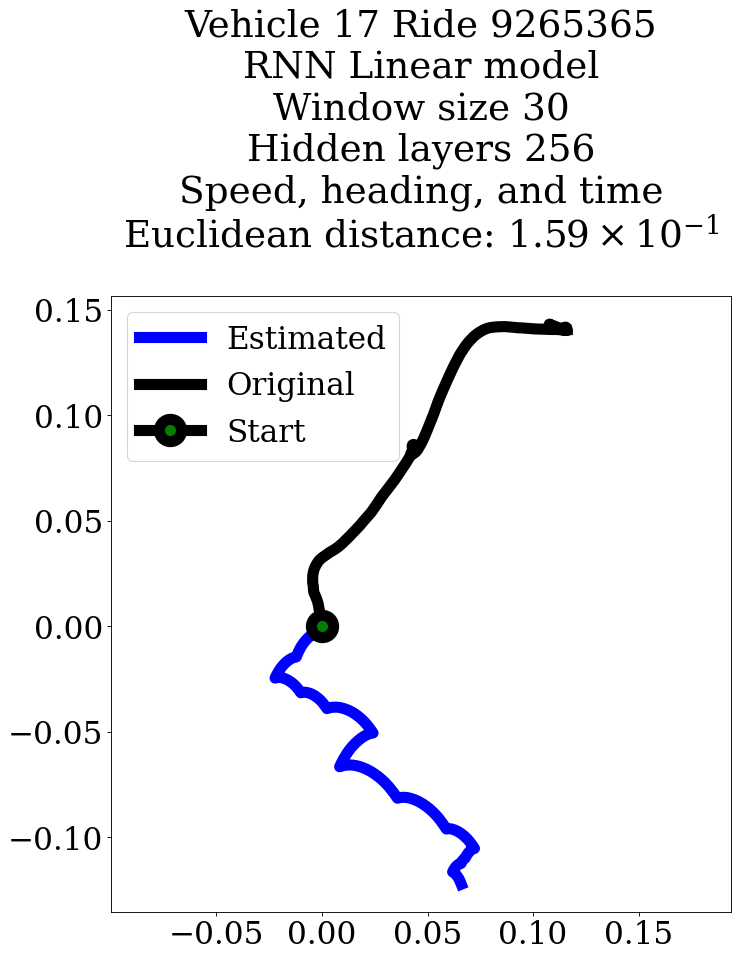 Vehicle 17 Ride 9265365
RNN Linear model
Window size 30
Hidden layers 256
Speed, heading, and time
Euclidean distance: 1.59 × 10⁻¹
Estimated
Original
Start
0.15
0.10
0.05
0.00
−0.05
−0.10
−0.05 0.00 0.05 0.10 0.15